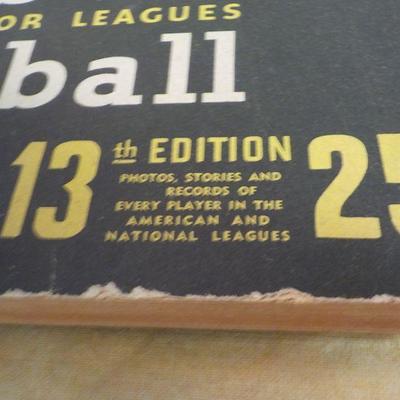 OR LEAGUES
ball
13th EDITION
PHOTOS, STORIES AND
RECORDS OF
EVERY PLAYER IN THE
AMERICAN AND
NATIONAL LEAGUES
25